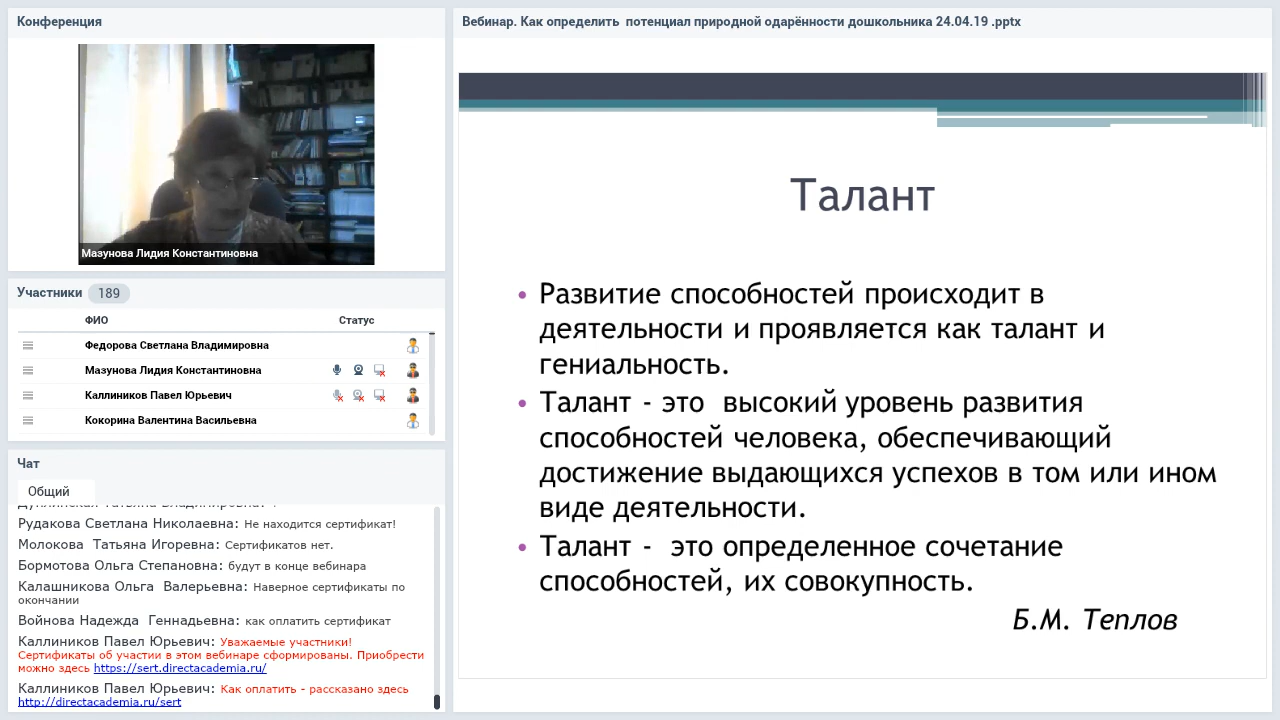 Конференция
Мазунова Лидия Константиновна
Участники 189
ФИО Статус
Федорова Светлана Владимировна
Мазунова Лидия Константиновна
Каллиников Павел Юрьевич
Кокорина Валентина Васильевна
Чат
Общий
Рудакова Светлана Николаевна: Не находится сертификат!
Молокова Татьяна Игоревна: Сертификатов нет.
Бормотова Ольга Степановна: будут в конце вебинара
Калашникова Ольга Валерьевна: Наверное сертификаты по
окончании
Войнова Надежда Геннадьевна: как оплатить сертификат
Каллиников Павел Юрьевич: Уважаемые участники!
Сертификаты об участии в этом вебинаре сформированы. Приобрести
можно здесь https://sert.directacademia.ru/
Каллиников Павел Юрьевич: Как оплатить - рассказано здесь
http://directacademia.ru/sert
Вебинар. Как определить потенциал природной одарённости дошкольника 24.04.19 .pptx
Талант
• Развитие способностей происходит в
деятельности и проявляется как талант и
гениальность.
• Талант - это высокий уровень развития
способностей человека, обеспечивающий
достижение выдающихся успехов в том или ином
виде деятельности.
• Талант - это определенное сочетание
способностей, их совокупность.
Б.М. Теплов